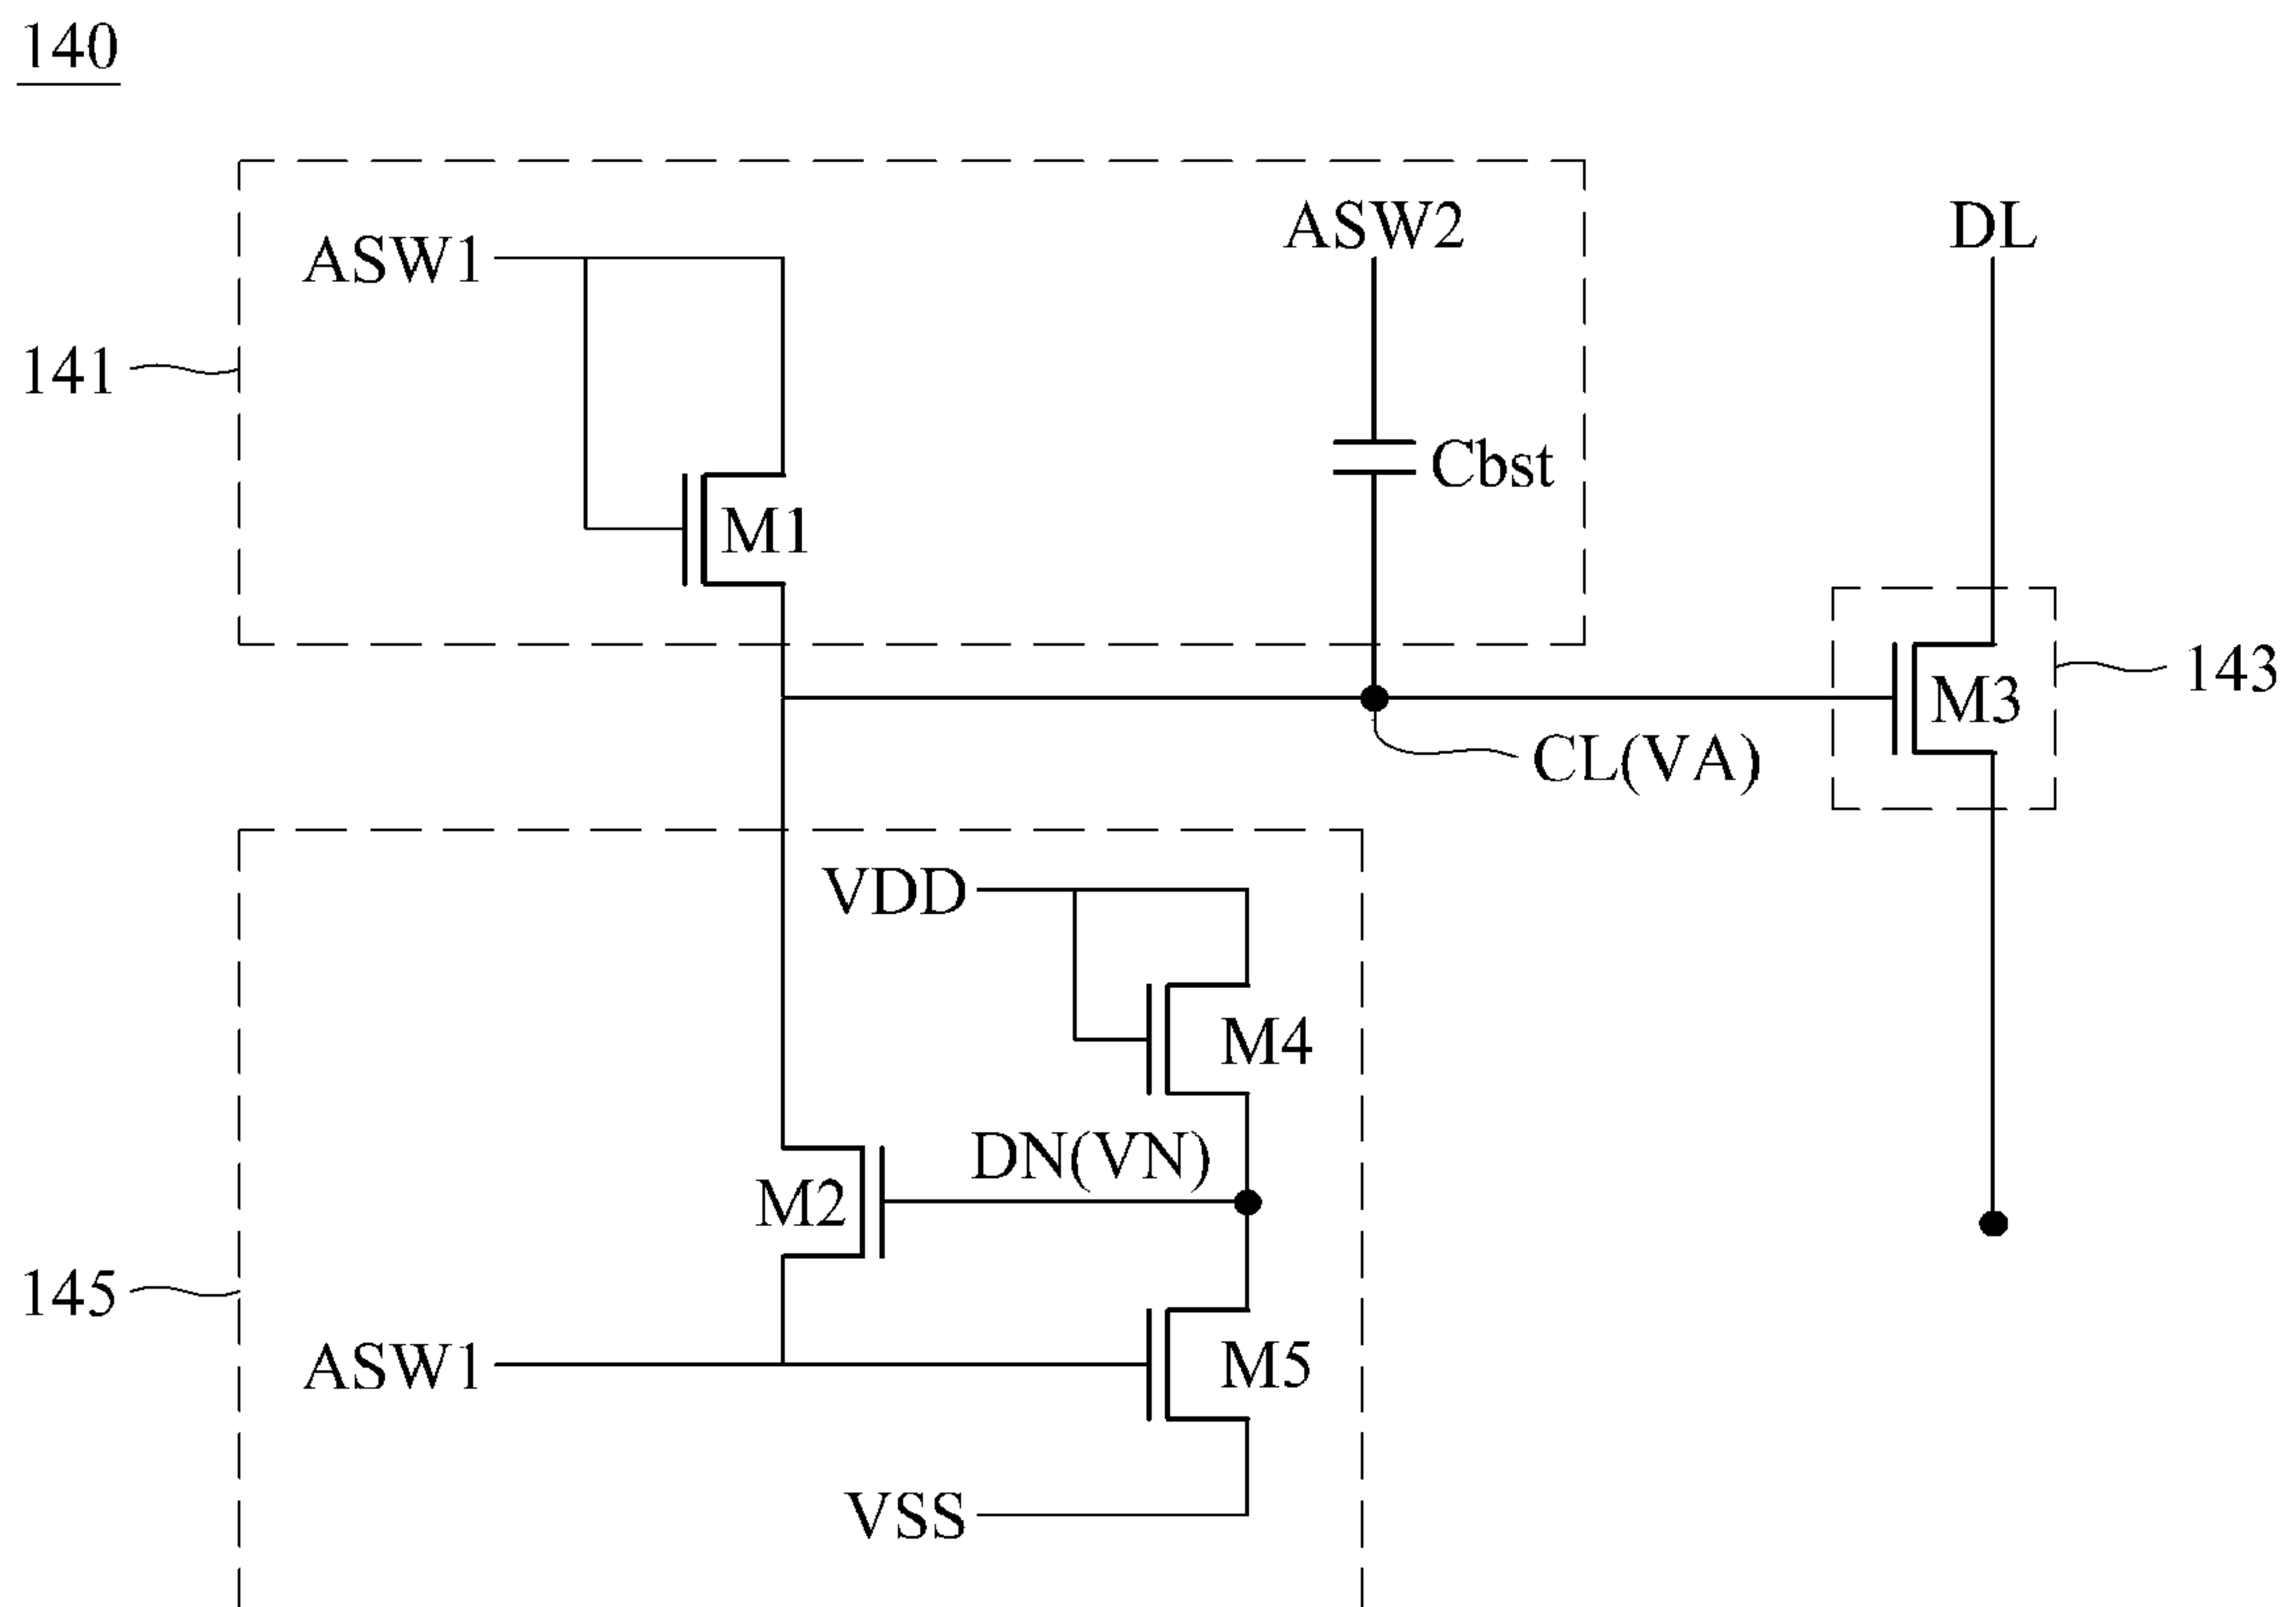 140
ASW1
ASW2
DL
141
Cbst
M1
M3
143
CL(VA)
VDD
M4
DN(VN)
M2
145
ASW1
M5
VSS